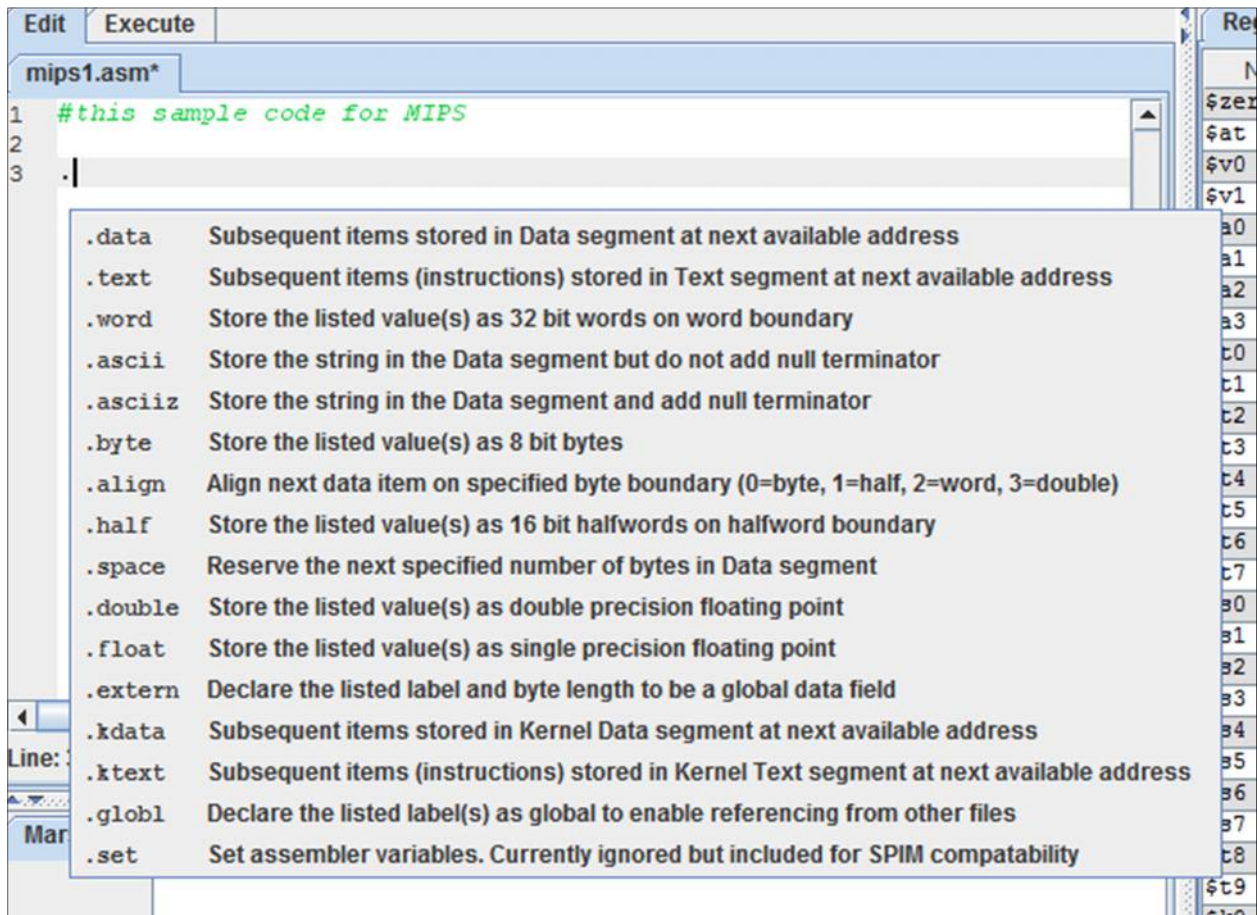 Edit Execute
mips1.asm*
1 #this sample code for MIPS
2
3 .
.data Subsequent items stored in Data segment at next available address
.text Subsequent items (instructions) stored in Text segment at next available address
.word Store the listed value(s) as 32 bit words on word boundary
.ascii Store the string in the Data segment but do not add null terminator
.asciiz Store the string in the Data segment and add null terminator
.byte Store the listed value(s) as 8 bit bytes
.align Align next data item on specified byte boundary (0=byte, 1=half, 2=word, 3=double)
.half Store the listed value(s) as 16 bit halfwords on halfword boundary
.space Reserve the next specified number of bytes in Data segment
.double Store the listed value(s) as double precision floating point
.float Store the listed value(s) as single precision floating point
.extern Declare the listed label and byte length to be a global data field
.kdata Subsequent items stored in Kernel Data segment at next available address
.ktext Subsequent items (instructions) stored in Kernel Text segment at next available address
.globl Declare the listed label(s) as global to enable referencing from other files
.set Set assembler variables. Currently ignored but included for SPIM compatability
Line:
Mar
Reg
N
$zer
$at
$v0
$v1
a0
a1
a2
a3
t0
t1
t2
t3
t4
t5
t6
t7
s0
s1
s2
s3
s4
s5
s6
s7
t8
$t9